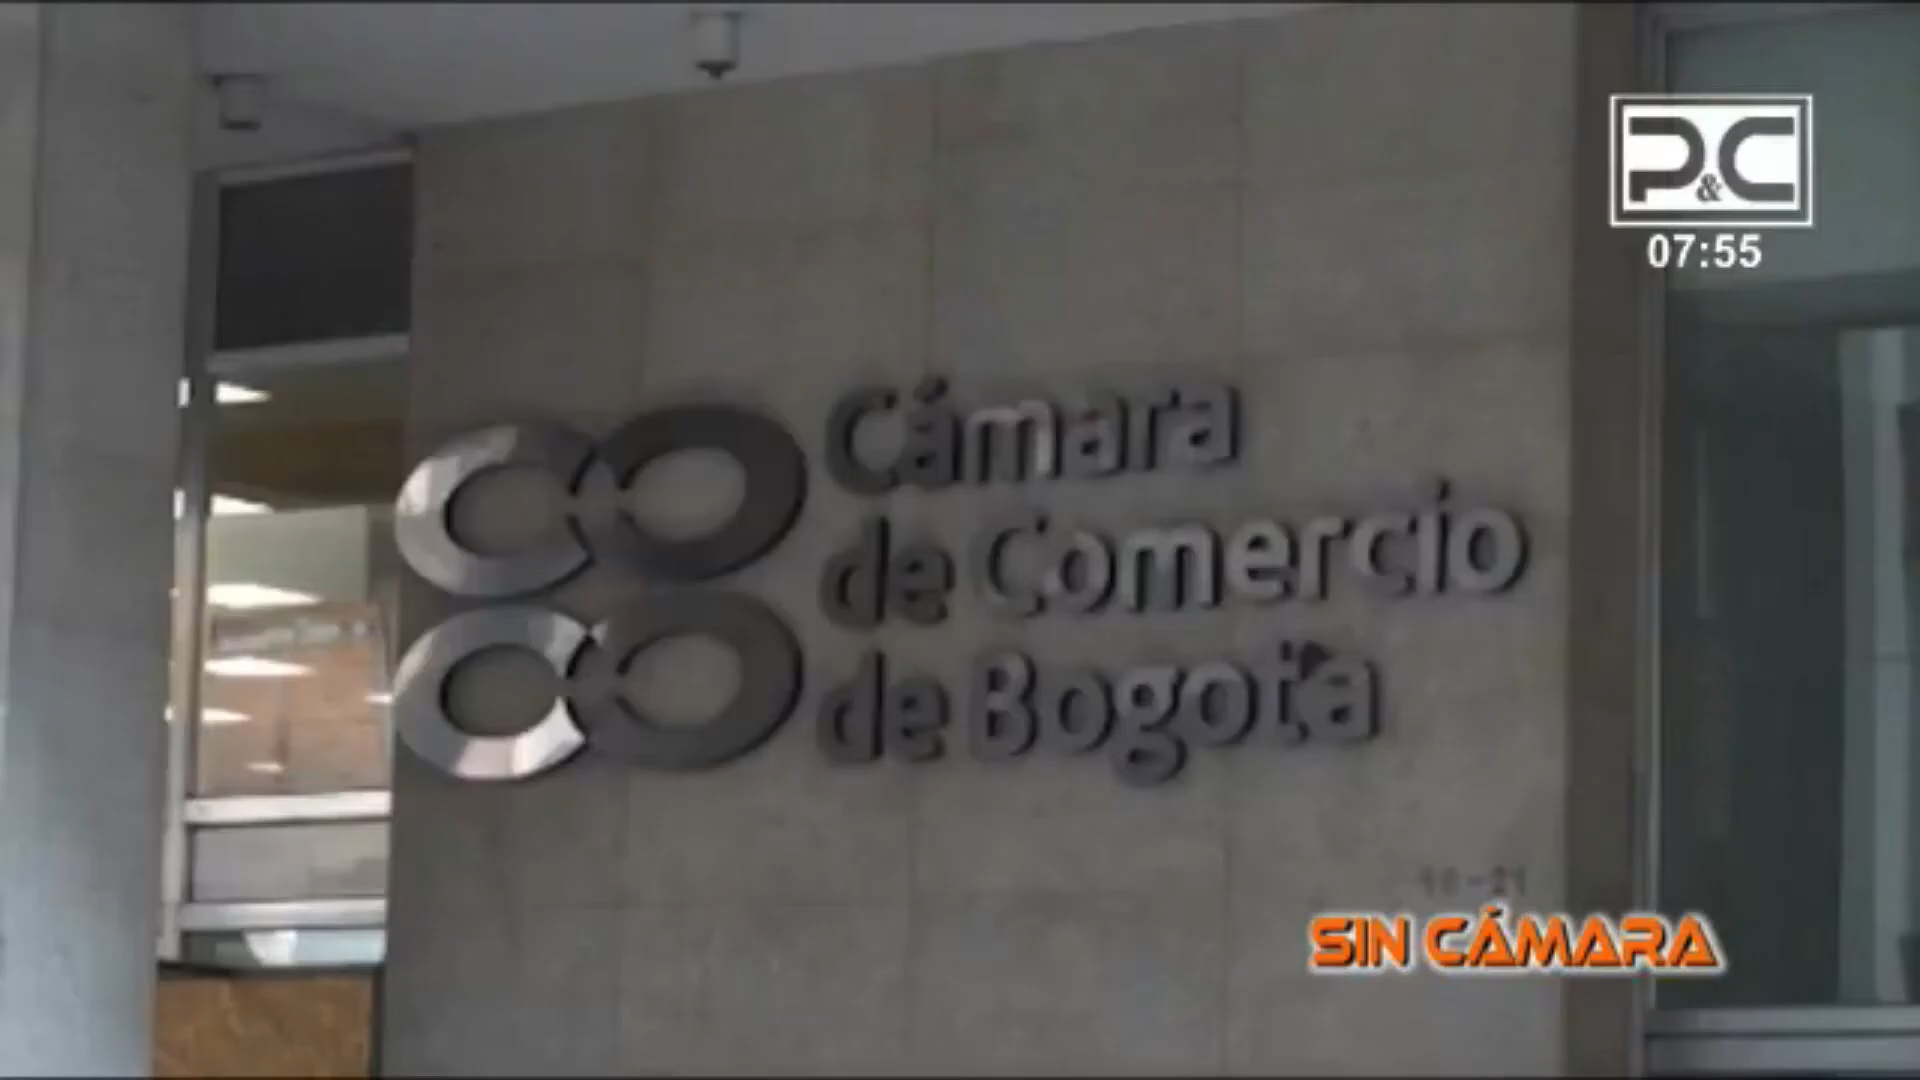 P&C
07:55
Cámara
de Comercio
de Bogotá
SIN CÁMARA